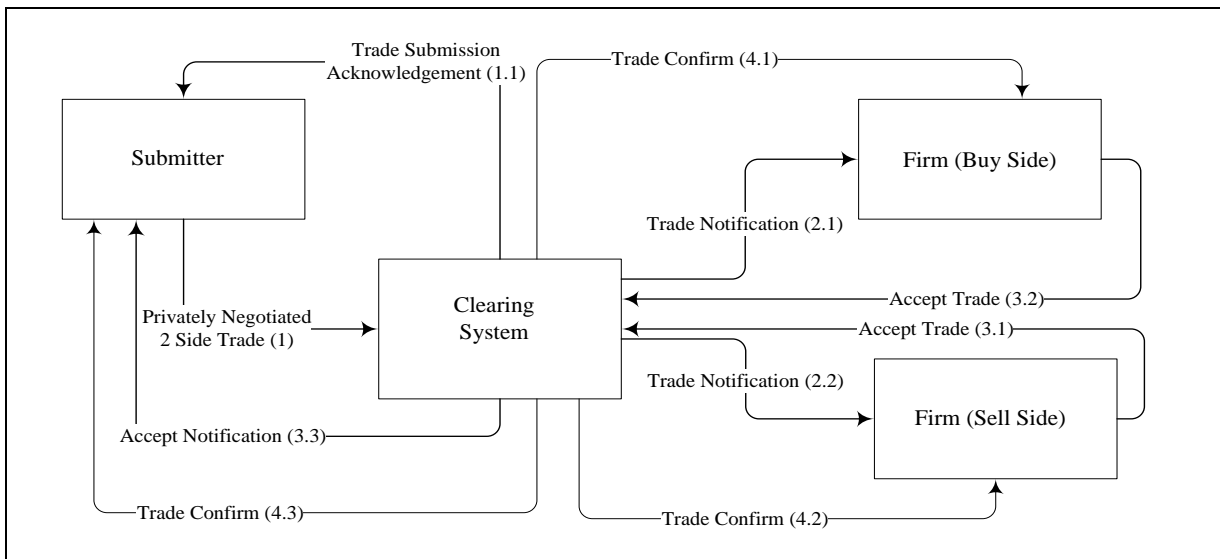 Trade Submission
Acknowledgement (1.1)
Trade Confirm (4.1)
Submitter
Firm (Buy Side)
Trade Notification (2.1)
Clearing
System
Accept Trade (3.2)
Privately Negotiated
2 Side Trade (1)
Accept Trade (3.1)
Trade Notification (2.2)
Firm (Sell Side)
Accept Notification (3.3)
Trade Confirm (4.3)
Trade Confirm (4.2)